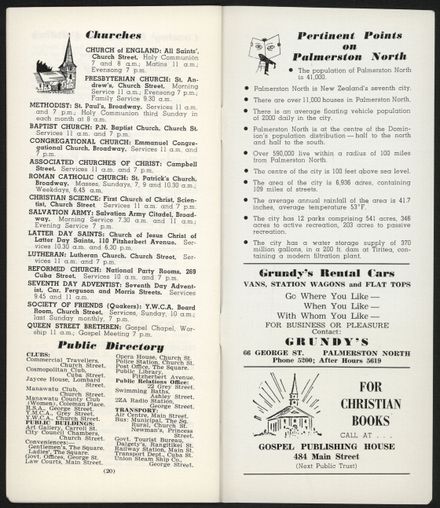 Churches
CHURCH of ENGLAND: All Saints',
Church Street. Holy Communion
7 and 8 a.m.; Matins 11 a.m.;
Evensong 7 p.m.
PRESBYTERIAN CHURCH: St. An-
drew's, Church Street. Morning
Service 11 a.m.; Evensong 7 p.m.;
Family Service 9.30 a.m.
METHODIST: St. Paul's, Broadway. Services 11 a.m.
and 7 p.m.; Holy Communion third Sunday in
each month at 8 a.m.
BAPTIST CHURCH: P.N. Baptist Church, Church St.
Services 11 a.m. and 7 p.m.
CONGREGATIONAL CHURCH: Emmanuel Congre-
gational Church, Broadway. Services 11 a.m. and
7 p.m.
ASSOCIATED CHURCHES OF CHRIST: Campbell
Street. Services 11 a.m. and 7 p.m.
ROMAN CATHOLIC CHURCH: St. Patrick's Church,
Broadway. Masses, Sundays, 7, 9 and 10.30 a.m.;
Weekdays, 6.45 a.m.
CHRISTIAN SCIENCE: First Church of Christ, Scien-
tist, Church Street. Services 11 a.m. and 7 p.m.
SALVATION ARMY: Salvation Army Citadel, Broad-
way. Morning Service 7.30 a.m. and 11 a.m.;
Evening Service 7 p.m.
LATTER DAY SAINTS: Church of Jesus Christ of
Latter Day Saints, 110 Fitzherbert Avenue. Ser-
vices 10.30 a.m. and 6.30 p.m.
LUTHERAN: Lutheran Church, Church Street. Ser-
vices 11 a.m. and 7 p.m.
REFORMED CHURCH: National Party Rooms, 269
Cuba Street. Services 10 a.m. and 7 p.m.
SEVENTH DAY ADVENTIST: Seventh Day Advent-
ist, Car. Ferguson and Morris Streets. Services
9.45 and 11 a.m.
SOCIETY OF FRIENDS (Quakers): Y.W.C.A. Board
Room, Church Street. Services, Sunday, 10 a.m.;
last Sunday monthly, 7 p.m.
QUEEN STREET BRETHREN: Gospel Chapel, Wor-
ship 11 a.m.; Gospel Meeting 7 p.m.
Public Directory
CLUBS:
Commercial Travellers,
Church Street.
Cosmopolitan Club,
Main Street.
Jaycee House, Lombard
Street.
Manawatu Club,
Church Street.
Manawatu County Club
(Women), Coleman Place.
R.S.A., George Street.
Y.M.C.A., Grey Street.
Y.W.C.A., Church Street.
PUBLIC BUILDINGS:
Art Gallery, Carroll St.
City Council Chambers,
Church Street.
Conveniences:—
Gentlemen's, The Square.
Ladies', The Square.
Govt. Offices, George St.
Law Courts, Main Street.
Opera House, Church St.
Police Station, Church St.
Post Office, The Square.
Public Library,
Fitzherbert Avenue.
Public Relations Office:
22 Grey Street.
Swimming Baths,
Ashley Street.
2ZA Radio Station,
George Street.
TRANSPORT:
Air Centre, Main Street.
Bus: Municipal, The Sq.
Rural, Church St.
Newman's, Princess
Street.
Govt. Tourist Bureau.
Dalgety's, Rangitikei St.
Railway Station, Main St.
Transport Dept., Cuba St.
Union Steam Ship Co.,
George Street.
(20)
Pertinent Points
on
Palmerston North
● The population of Palmerston North
is 41,000.
● Palmerston North is New Zealand's seventh city.
● There are over 11,000 houses in Palmerston North.
● There is an average floating vehicle population
of 2000 daily in the city.
● Palmerston North is at the centre of the Domin-
ion's population distribution — half to the north
and half to the south.
● Over 590,000 live within a radius of 100 miles
from Palmerston North.
● The centre of the city is 100 feet above sea level.
● The area of the city is 6,936 acres, containing
109 miles of streets.
● The average annual rainfall of the area is 41.7
inches, average temperature 53°F.
● The city has 12 parks comprising 541 acres, 346
acres to active recreation, 203 acres to passive
recreation.
● The city has a water storage supply of 370
million gallons, in a 200 ft. dam at Tiritea, con-
taining a modern filtration plant.
Grundy's Rental Cars
VANS, STATION WAGONS and FLAT TOPS
Go Where You Like —
When You Like —
With Whom You Like —
FOR BUSINESS OR PLEASURE
Contact:
GRUNDY'S
66 GEORGE ST. PALMERSTON NORTH
Phone 5200; After Hours 5619
FOR
CHRISTIAN
BOOKS
CALL AT . . .
GOSPEL PUBLISHING HOUSE
484 Main Street
(Next Public Trust)